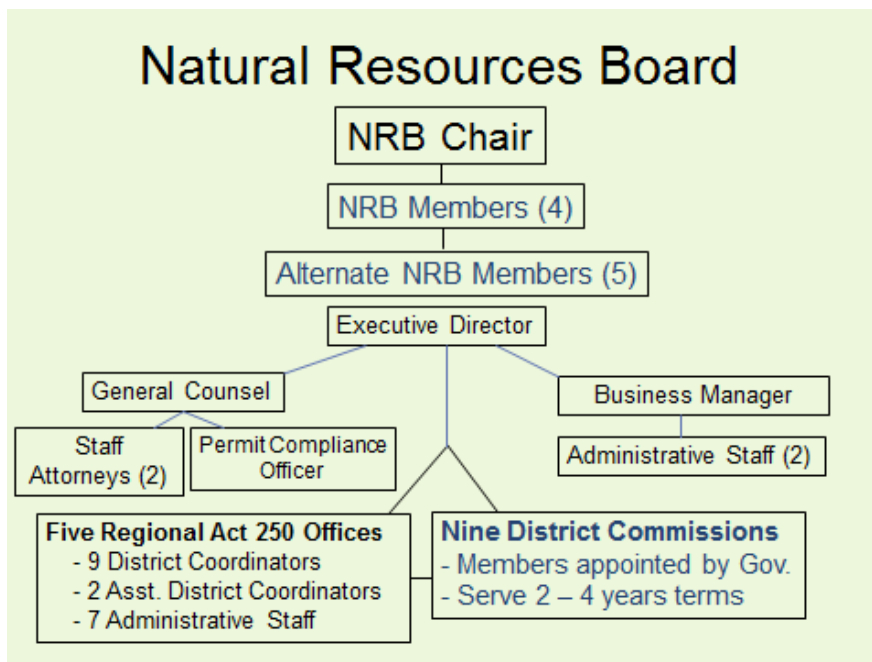 Natural Resources Board
NRB Chair
NRB Members (4)
Alternate NRB Members (5)
Executive Director
General Counsel
Business Manager
Staff
Attorneys (2)
Permit Compliance
Officer
Administrative Staff (2)
Five Regional Act 250 Offices
- 9 District Coordinators
- 2 Asst. District Coordinators
- 7 Administrative Staff
Nine District Commissions
- Members appointed by Gov.
- Serve 2 – 4 years terms